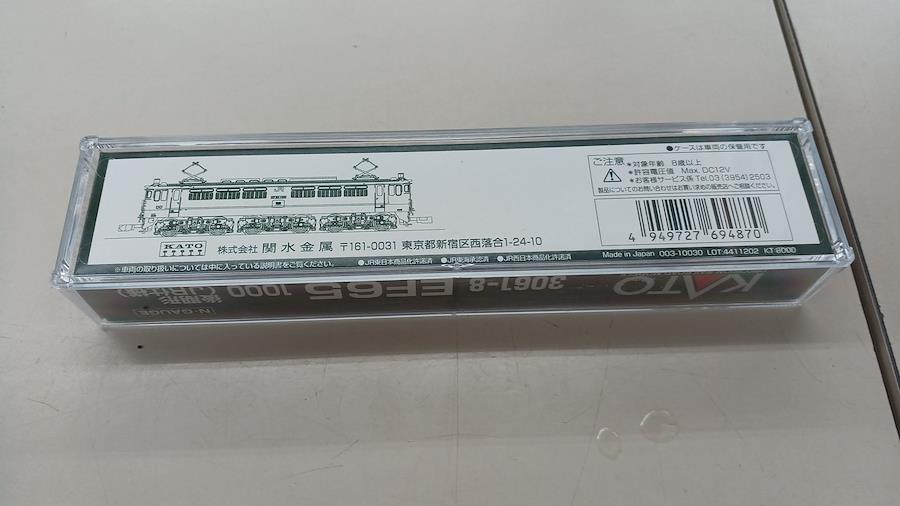 ●ケースは車両の保管用です
ご注意
＊対象年齢 8歳以上
＊許容電圧値 Max. DC12V
＊お客様サービス係 Tel.03 (3954) 2503
製品についてのお問い合わせはお買い求めの販売店へご相談ください。
4 949727 694870
Made in Japan 003-10030 LOT:4411202 KT-8000
JR
KATO
株式会社 関水金属 〒161-0031 東京都新宿区西落合1-24-10
※車両の取り扱いについては中に入っている説明書をご覧ください。
●JR東日本商品化許諾済 ●JR東海承認済 ●JR西日本商品化許諾済
KATO
3061-8 EF65 1000 後期形 (JR仕様)
[N-GAUGE]